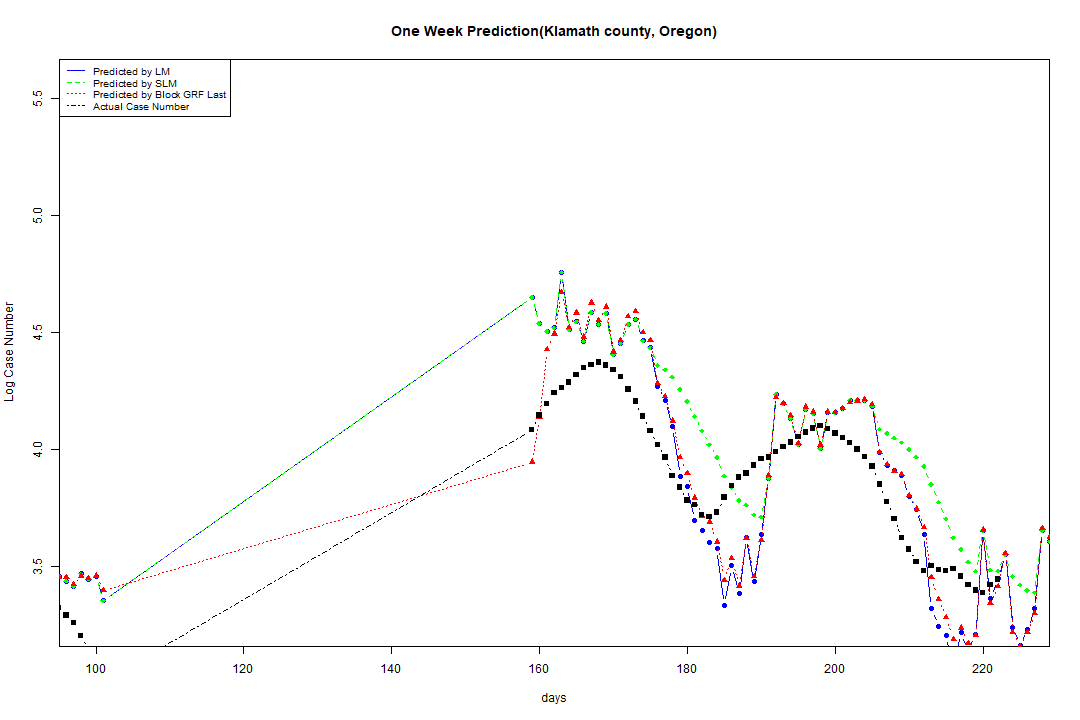 One Week Prediction(Klamath county, Oregon)
Predicted by LM
Predicted by SLM
Predicted by Block GRF Last
Actual Case Number
5.5
5.0
4.5
4.0
3.5
Log Case Number
100 120 140 160 180 200 220
days